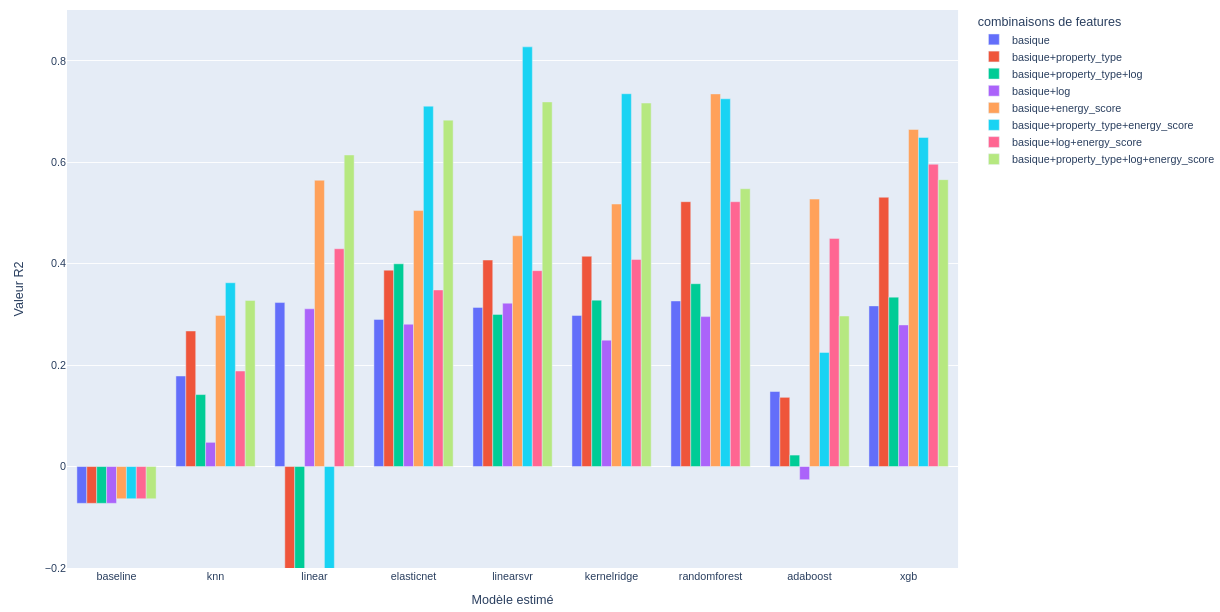 combinaisons de features
basique
basique+property_type
basique+property_type+log
basique+log
basique+energy_score
basique+property_type+energy_score
basique+log+energy_score
basique+property_type+log+energy_score
Valeur R2
0.8
0.6
0.4
0.2
0
−0.2
baseline knn linear elasticnet linearsvr kernelridge randomforest adaboost xgb
Modèle estimé